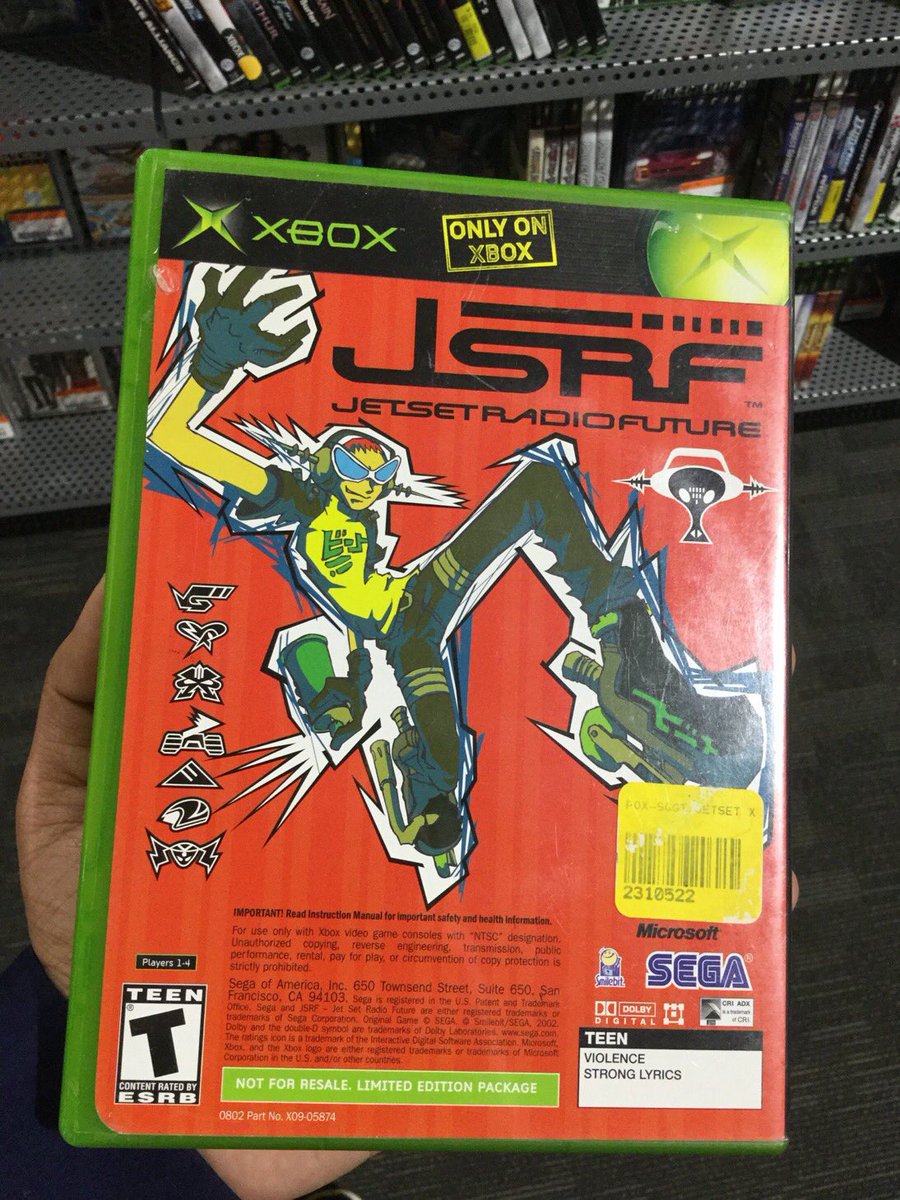 XBOX
ONLY ON
XBOX
JSRF
TM
JETSETRADIOFUTURE
2310522
IMPORTANT! Read Instruction Manual for important safety and health information.
For use only with Xbox video game consoles with "NTSC" designation.
Unauthorized copying, reverse engineering, transmission, public
performance, rental, pay for play, or circumvention of copy protection is
strictly prohibited.
Sega of America, Inc. 650 Townsend Street, Suite 650, San
Francisco, CA 94103. Sega is registered in the U.S. Patent and Trademark
Office. Sega and JSRF – Jet Set Radio Future are either registered trademarks or
trademarks of Sega Corporation. Original Game © SEGA. © Smilebit/SEGA, 2002.
Dolby and the double-D symbol are trademarks of Dolby Laboratories. www.sega.com.
The ratings icon is a trademark of the Interactive Digital Software Association. Microsoft,
Xbox, and the Xbox logo are either registered trademarks or trademarks of Microsoft
Corporation in the U.S. and/or other countries.
Players 1-4
TEEN
T
CONTENT RATED BY
ESRB
NOT FOR RESALE. LIMITED EDITION PACKAGE
0802 Part No. X09-05874
Microsoft
Smilebit
SEGA®
DOLBY
DIGITAL
CRI ADX
is a trademark
of CRI.
TEEN
VIOLENCE
STRONG LYRICS